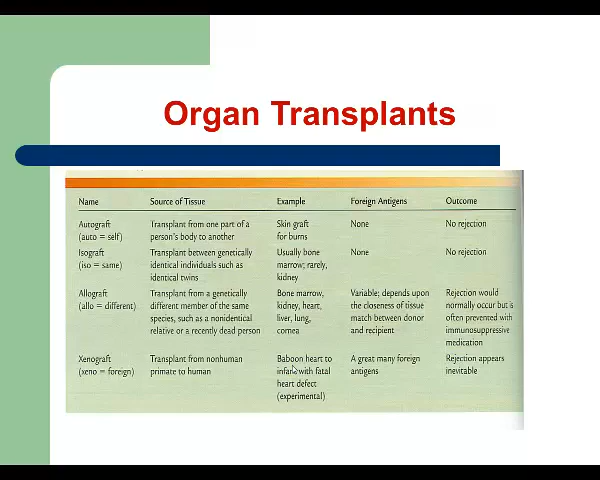 Organ Transplants
Name Source of Tissue Example Foreign Antigens Outcome
Autograft Transplant from one part of a Skin graft None No rejection
(auto = self) person's body to another for burns
Isograft Transplant between genetically Usually bone None No rejection
(iso = same) identical individuals such as marrow; rarely,
identical twins kidney
Allograft Transplant from a genetically Bone marrow, Variable; depends upon Rejection would
(allo = different) different member of the same kidney, heart, the closeness of tissue normally occur but is
species, such as a nonidentical liver, lung, match between donor often prevented with
relative or a recently dead person cornea and recipient immunosuppressive
medication
Xenograft Transplant from nonhuman Baboon heart to A great many foreign Rejection appears
(xeno = foreign) primate to human infant with fatal antigens inevitable
heart defect
(experimental)